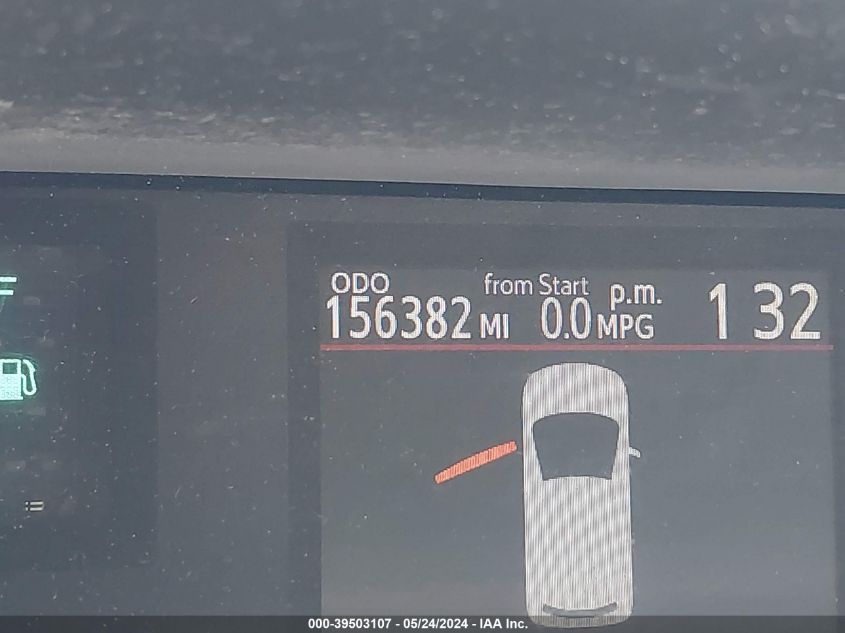 ODO from Start p.m. 1 32
156382 MI 0.0 MPG
000-39503107 - 05/24/2024 - IAA Inc.